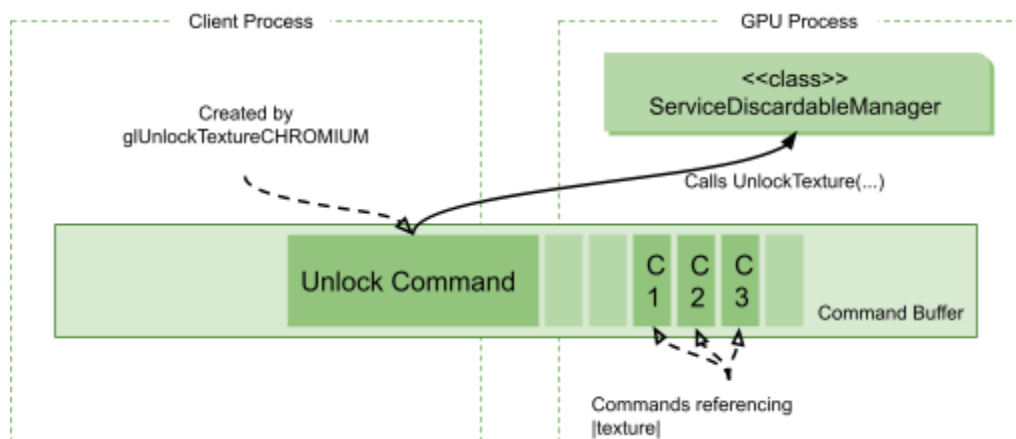 Client Process
GPU Process
<<class>>
ServiceDiscardableManager
Created by
glUnlockTextureCHROMIUM
Calls UnlockTexture(...)
Unlock Command
C
1
C
2
C
3
Command Buffer
Commands referencing
|texture|